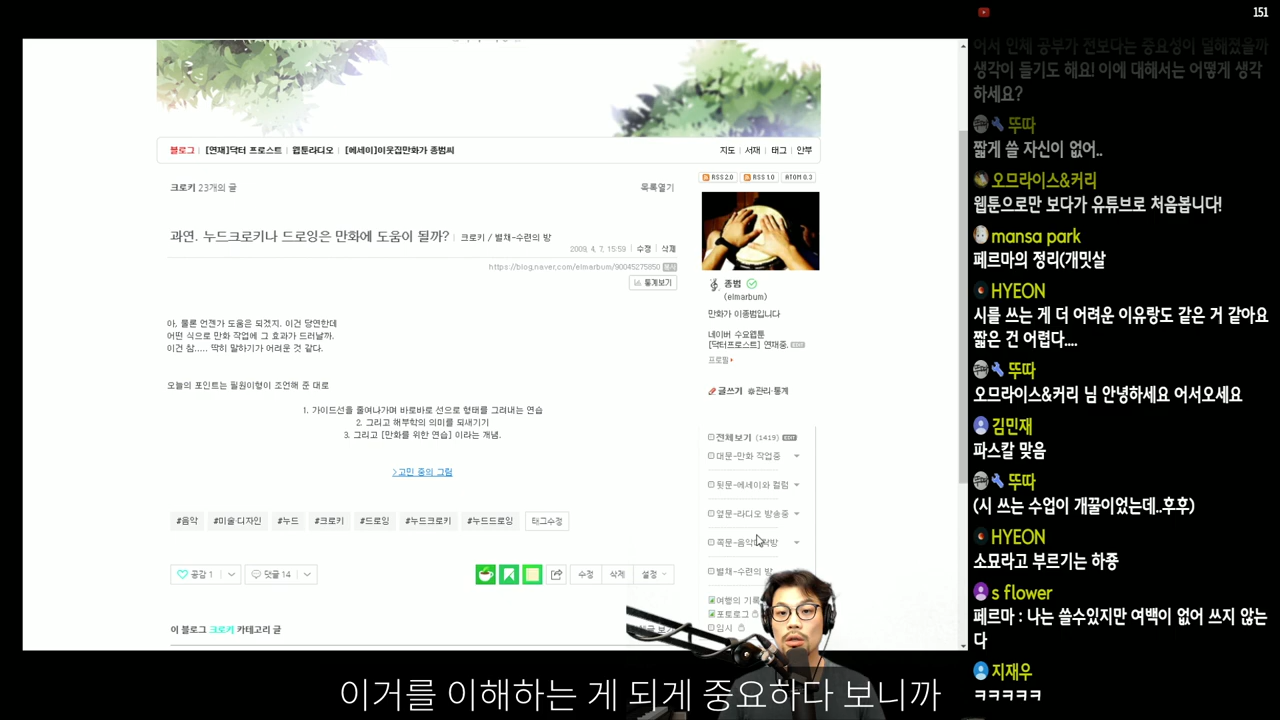 블로그 | [연재]닥터 프로스트 | 웹툰라디오 | [에세이]이웃집만화가 종범씨
지도 | 서재 | 태그 | 안부
크로키 23개의 글
목록열기
과연. 누드크로키나 드로잉은 만화에 도움이 될까? | 크로키 / 별채-수련의 방
2009. 4. 7. 15:59 | 수정 | 삭제
https://blog.naver.com/elmarbum/90045275850 복사
통계보기
아, 물론 언젠가 도움은 되겠지. 이건 당연한데
어떤 식으로 만화 작업에 그 효과가 드러날까.
이건 참..... 딱히 말하기가 어려운 것 같다.
오늘의 포인트는 필원이형이 조언해 준 대로
1. 가이드선을 줄여나가며 바로바로 선으로 형태를 그려내는 연습
2. 그리고 해부학의 의미를 되새기기
3. 그리고 [만화를 위한 연습] 이라는 개념.
>고민 중의 그림
#음악 #미술·디자인 #누드 #크로키 #드로잉 #누드크로키 #누드드로잉 태그수정
공감 1 댓글 14
수정 삭제 설정
이 블로그 크로키 카테고리 글
RSS 2.0 RSS 1.0 ATOM 0.3
종범
(elmarbum)
만화가 이종범입니다
네이버 수요웹툰
[닥터프로스트] 연재중. EDIT
프로필
글쓰기 관리·통계
전체보기 (1419) EDIT
대문-만화 작업중
뒷문-에세이와 컬럼
옆문-라디오 방송중
쪽문-음악
별채-수련의 방
여행의 기록
포토로그
임시
이거를 이해하는 게 되게 중요하다 보니까
151
어서 인체 공부가 전보다는 중요성이 덜해졌을까
생각이 들기도 해요! 이에 대해서는 어떻게 생각
하세요?
뚜따
짧게 쓸 자신이 없어..
오므라이스&커리
웹툰으로만 보다가 유튜브로 처음봅니다!
mansa park
페르마의 정리(개밋살
HYEON
시를 쓰는 게 더 어려운 이유랑도 같은 거 같아요
짧은 건 어렵다....
뚜따
오므라이스&커리 님 안녕하세요 어서오세요
김민재
파스칼 맞음
뚜따
(시 쓰는 수업이 개꿀이었는데..후후)
HYEON
소묘라고 부르기는 하죵
s flower
페르마 : 나는 쓸수있지만 여백이 없어 쓰지 않는
다
지재우
ㅋㅋㅋㅋㅋ